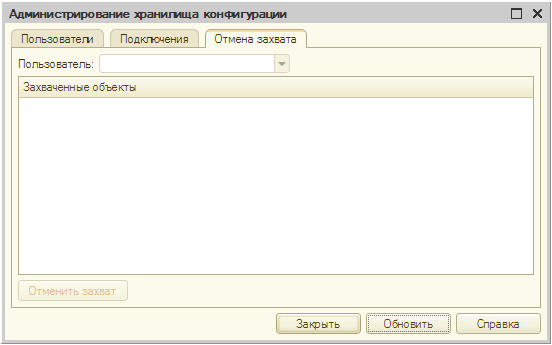 Администрирование хранилища конфигурации
Пользователи Подключения Отмена захвата
Пользователь:
Захваченные объекты
Отменить захват
Закрыть Обновить Справка